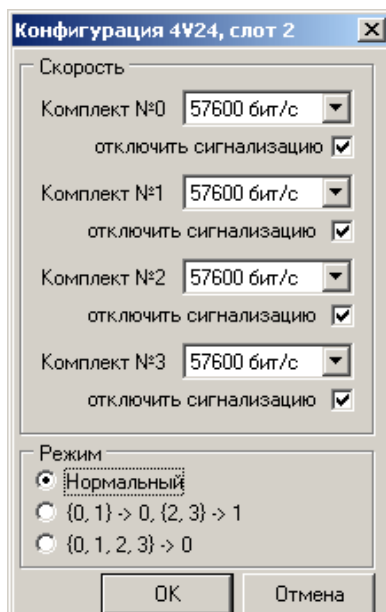 Конфигурация 4V24, слот 2
Скорость
Комплект №0 57600 бит/с
отключить сигнализацию
Комплект №1 57600 бит/с
отключить сигнализацию
Комплект №2 57600 бит/с
отключить сигнализацию
Комплект №3 57600 бит/с
отключить сигнализацию
Режим
Нормальный
{0, 1} -> 0, {2, 3} -> 1
{0, 1, 2, 3} -> 0
OK Отмена